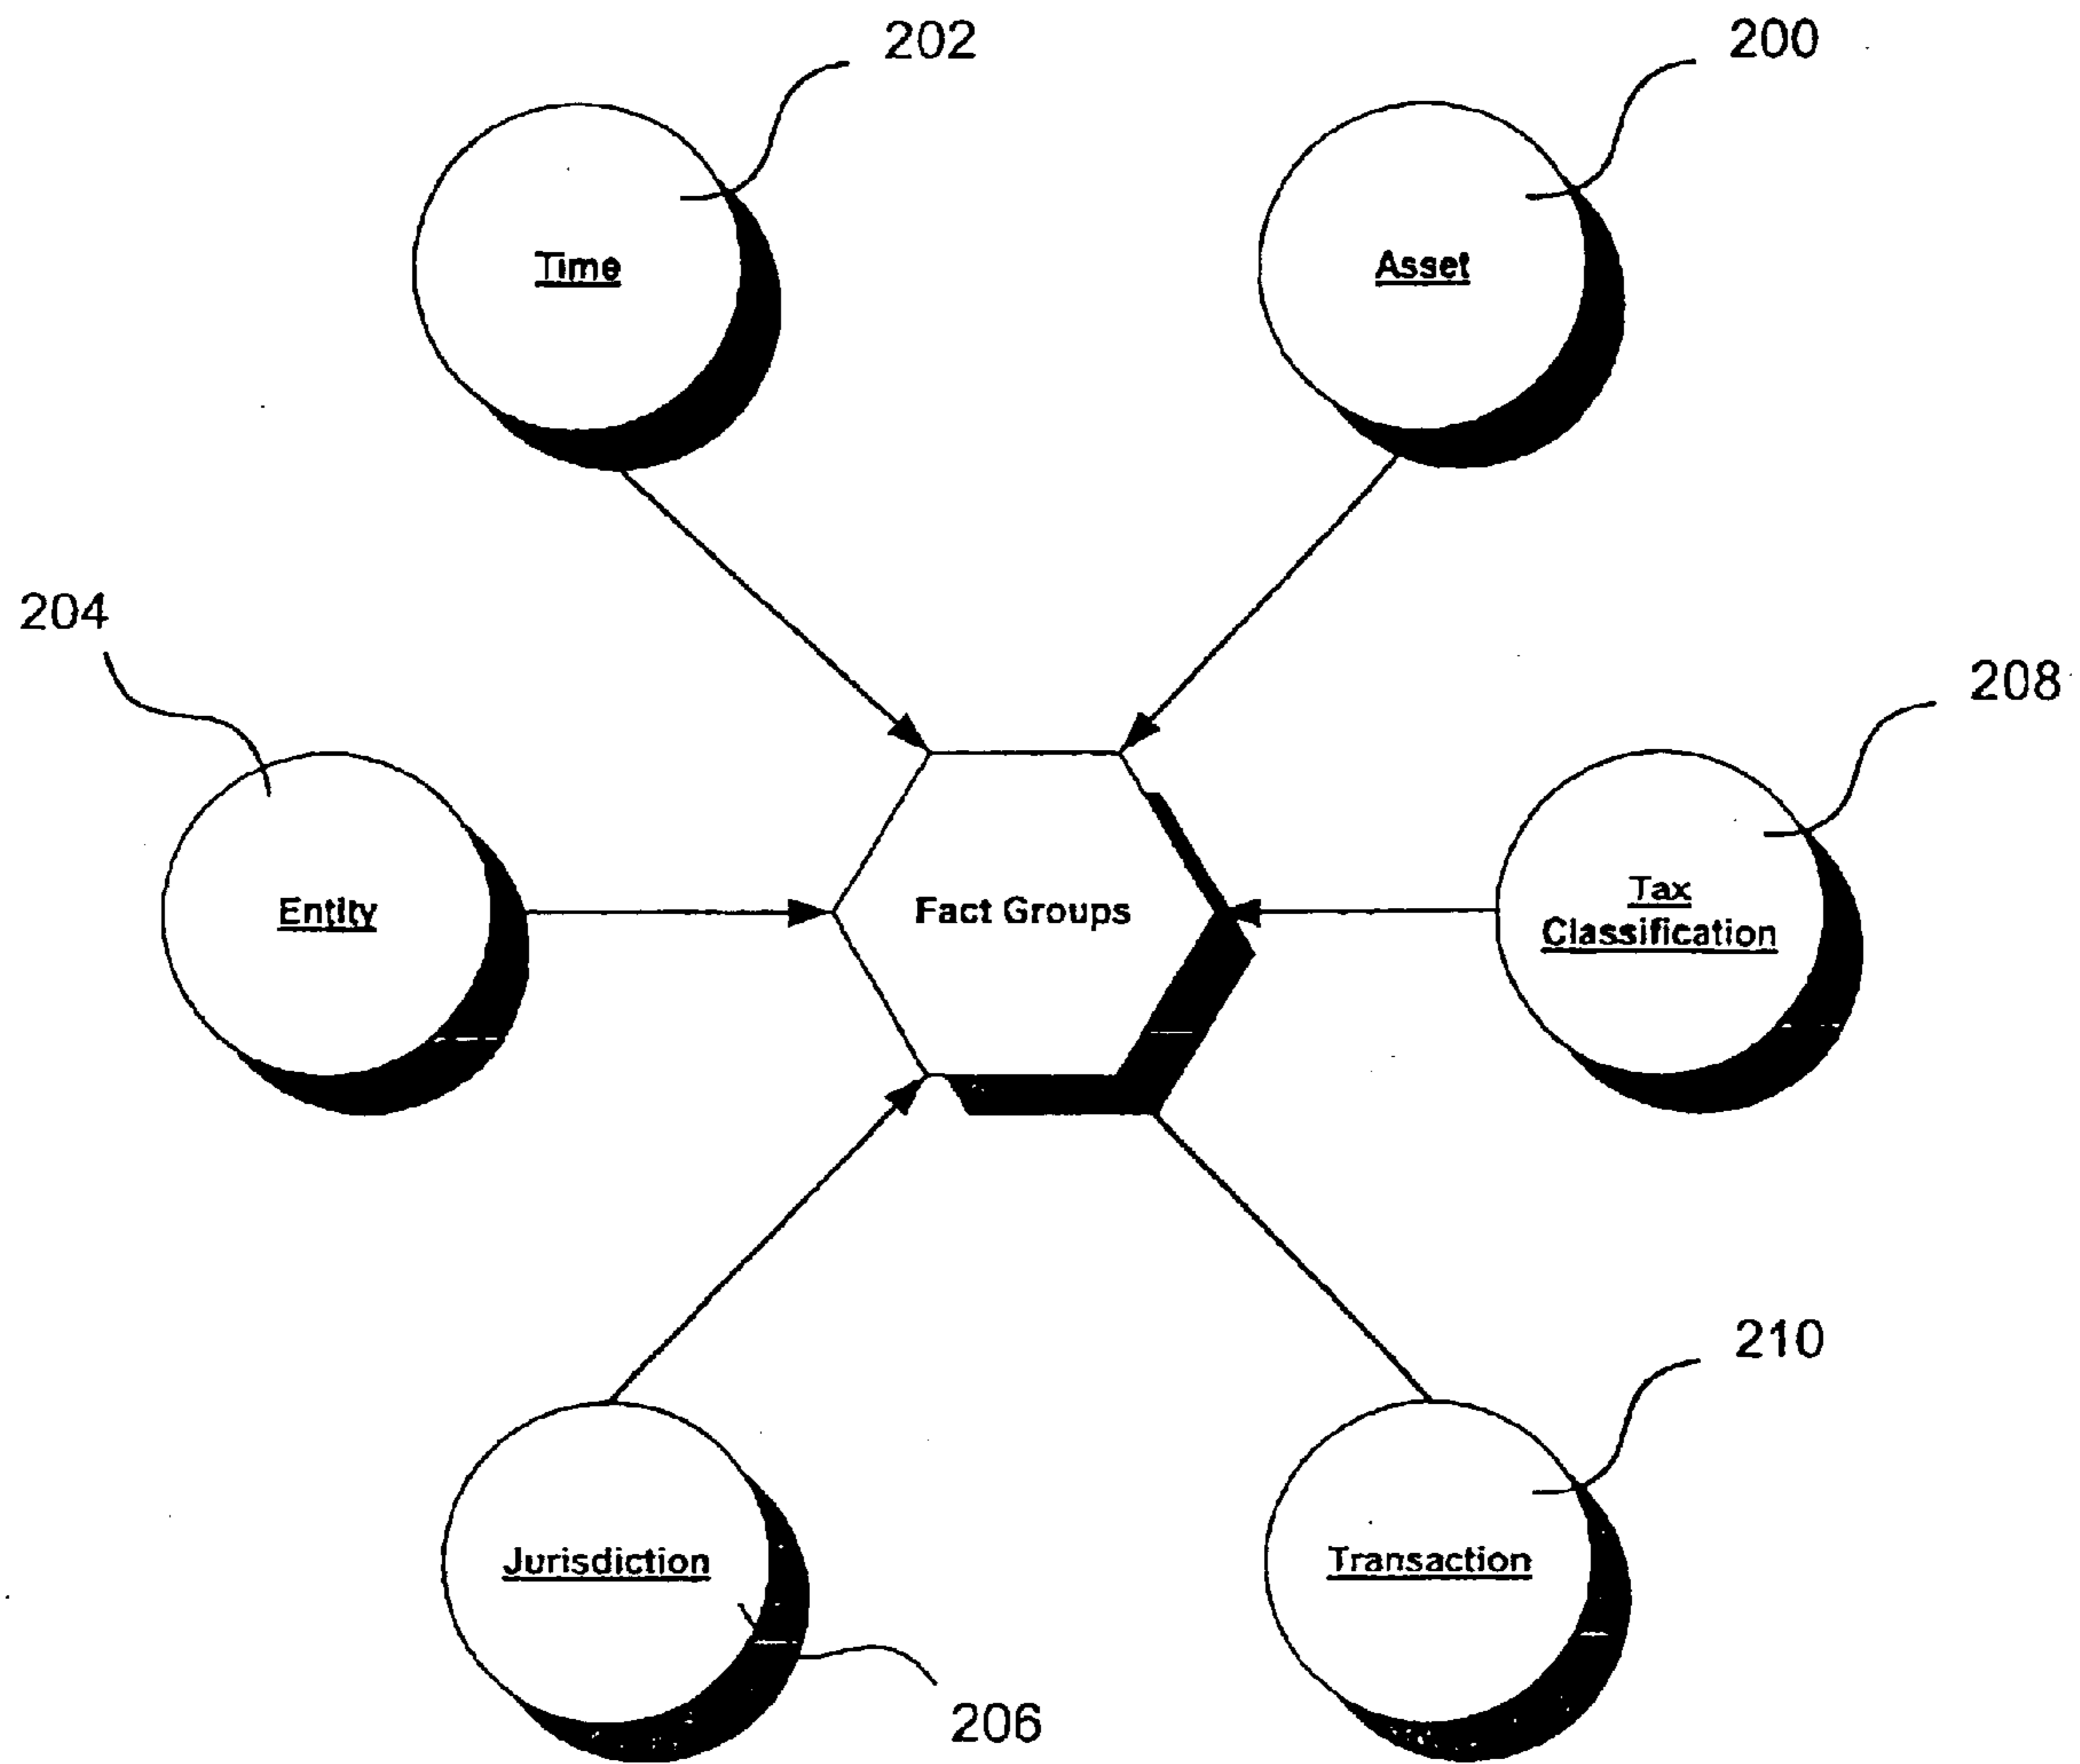 202
200
Time
Asset
204
208
Entity
Fact Groups
Tax
Classification
210
Jurisdiction
Transaction
206